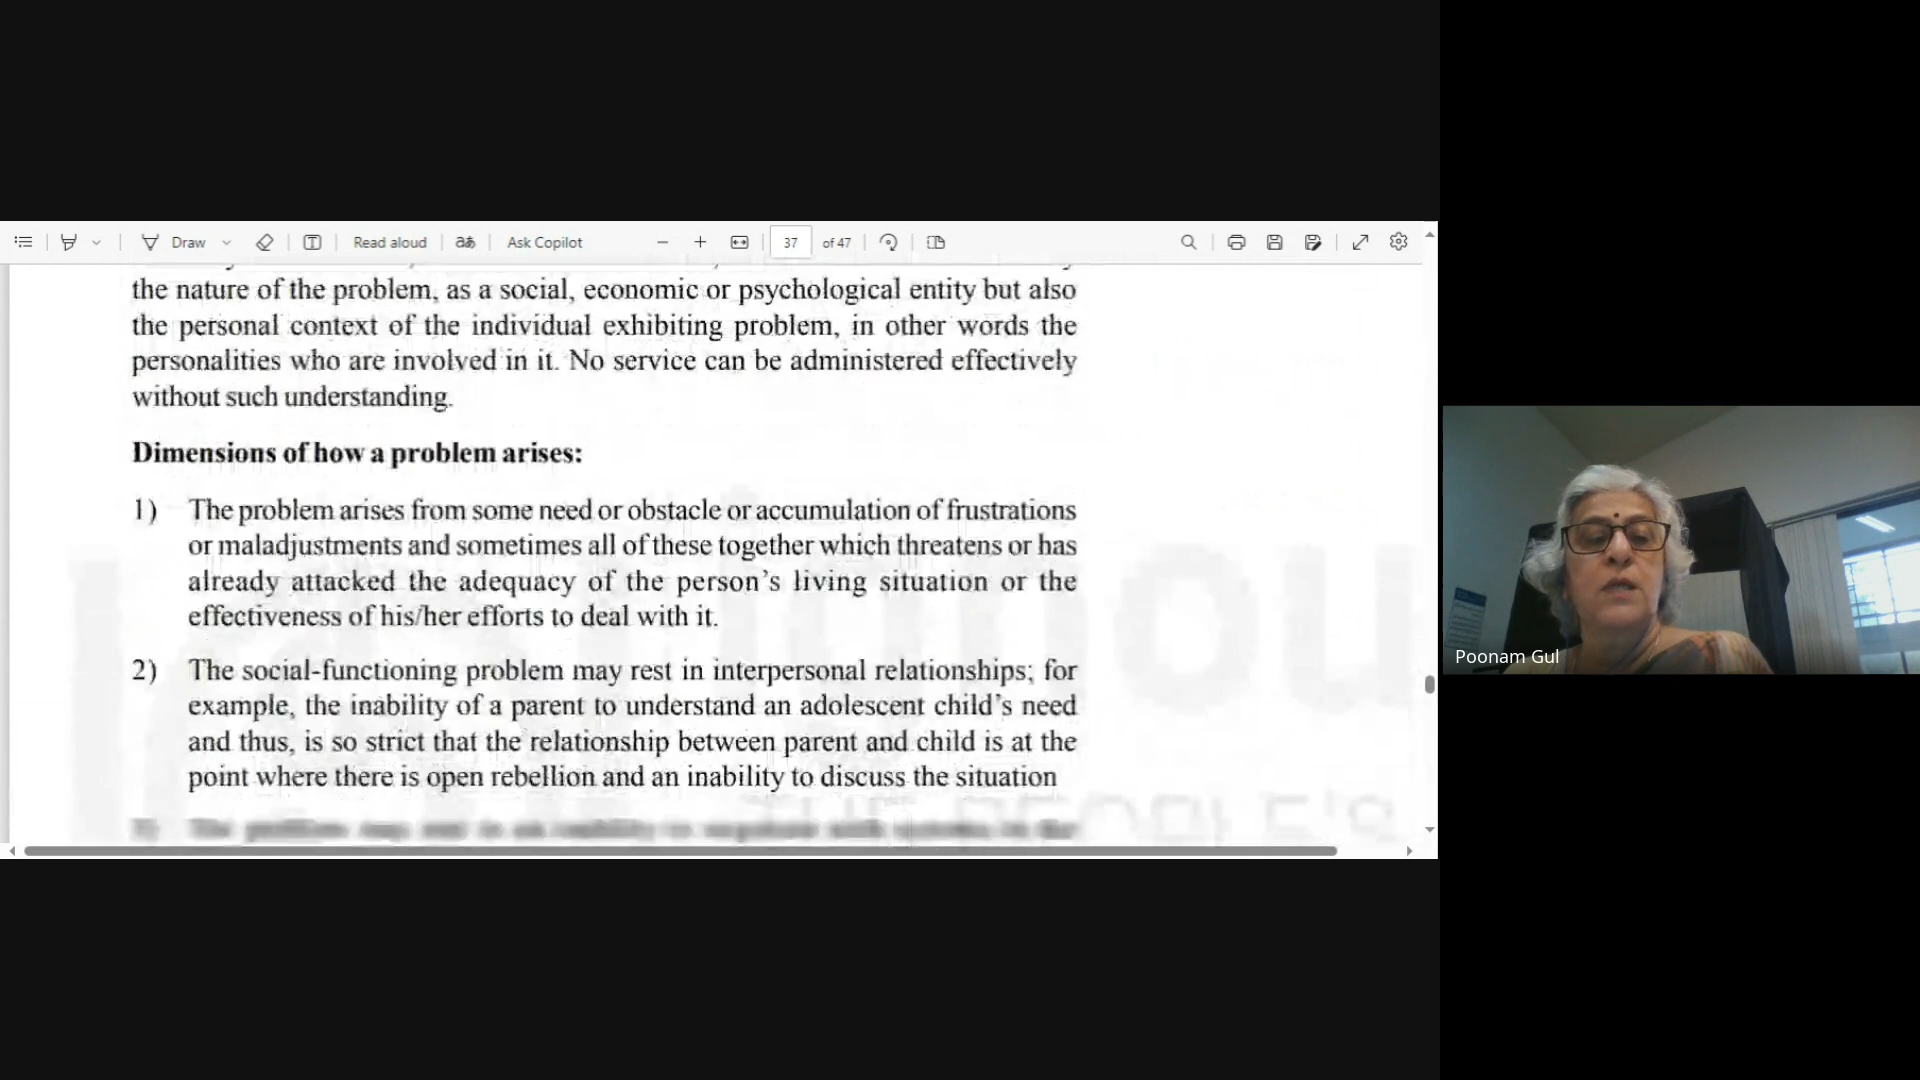 Draw
Read aloud
aあ
Ask Copilot
37
of 47
the nature of the problem, as a social, economic or psychological entity but also
the personal context of the individual exhibiting problem, in other words the
personalities who are involved in it. No service can be administered effectively
without such understanding.
Dimensions of how a problem arises:
1) The problem arises from some need or obstacle or accumulation of frustrations
or maladjustments and sometimes all of these together which threatens or has
already attacked the adequacy of the person's living situation or the
effectiveness of his/her efforts to deal with it.
2) The social-functioning problem may rest in interpersonal relationships; for
example, the inability of a parent to understand an adolescent child's need
and thus, is so strict that the relationship between parent and child is at the
point where there is open rebellion and an inability to discuss the situation
THE PEOPLE'S
Poonam Gul